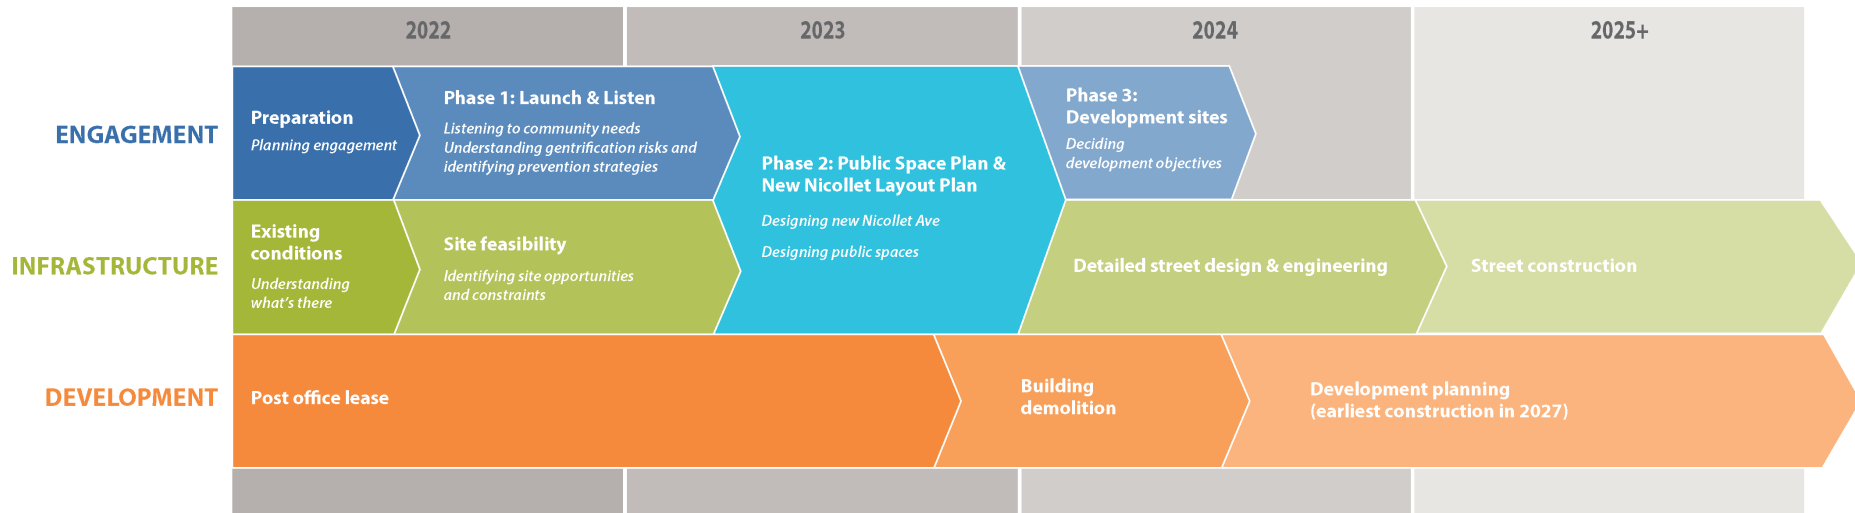 2022
2023
2024
2025+
ENGAGEMENT
Preparation
Planning engagement
Phase 1: Launch & Listen
Listening to community needs
Understanding gentrification risks and
identifying prevention strategies
Phase 2: Public Space Plan &
New Nicollet Layout Plan
Designing new Nicollet Ave
Designing public spaces
Phase 3:
Development sites
Deciding
development objectives
INFRASTRUCTURE
Existing
conditions
Understanding
what's there
Site feasibility
Identifying site opportunities
and constraints
Detailed street design & engineering
Street construction
DEVELOPMENT
Post office lease
Building
demolition
Development planning
(earliest construction in 2027)